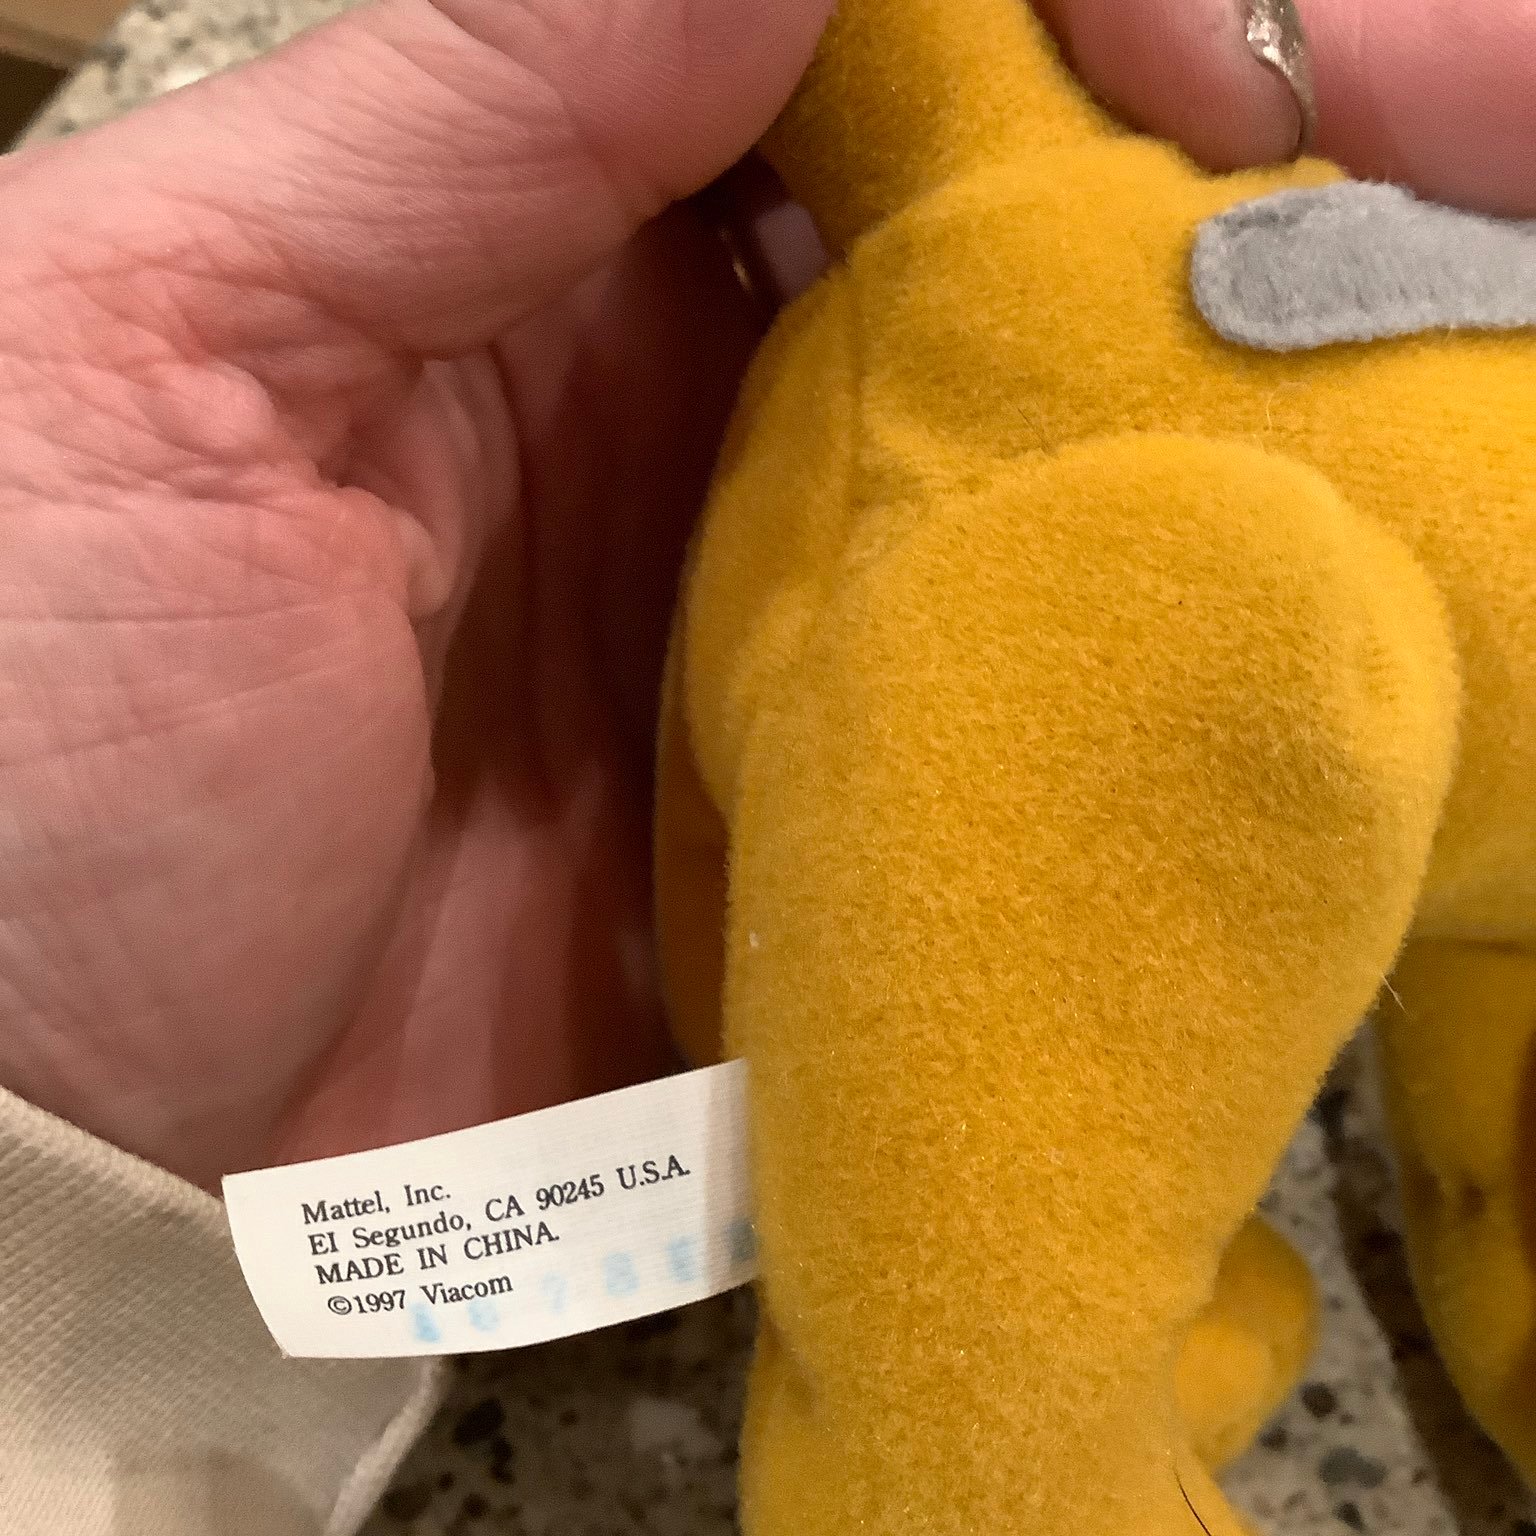 Mattel, Inc.
El Segundo, CA 90245 U.S.A.
MADE IN CHINA.
©1997 Viacom